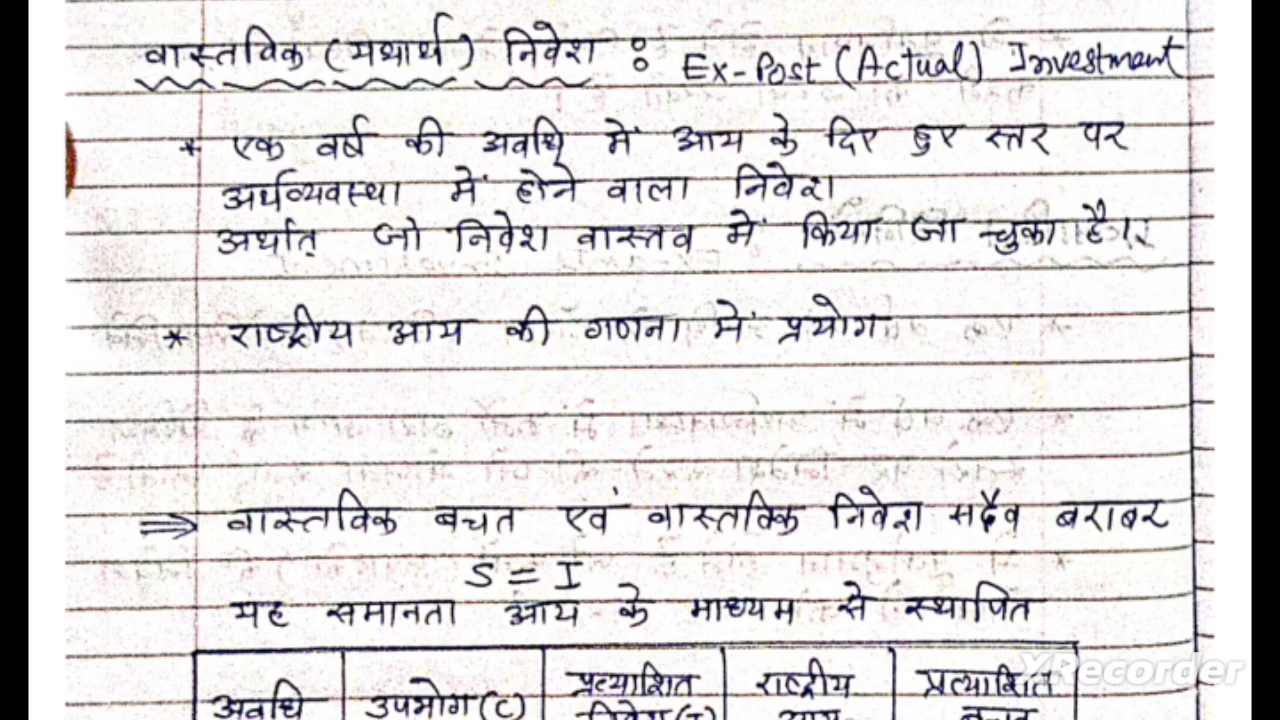 वास्तविक (यथार्थ) निवेश : Ex-Post (Actual) Investment
* एक वर्ष की अवधि में आय के दिए हुए स्तर पर
अर्थव्यवस्था में होने वाला निवेश।
अर्थात् जो निवेश वास्तव में किया जा चुका है।
* राष्ट्रीय आय की गणना में प्रयोग
⇒ वास्तविक बचत एवं वास्तविक निवेश सदैव बराबर
S = I
यह समानता आय के माध्यम से स्थापित
अवधि उपभोग (C) प्रत्याशित राष्ट्रीय प्रत्याशित
XRecorder